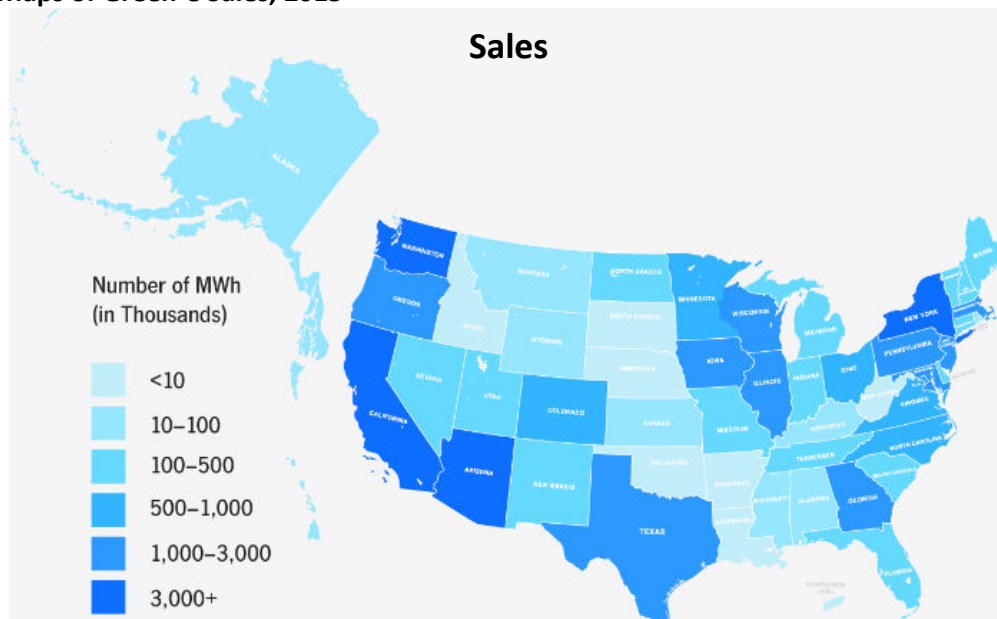 Sales
ALASKA
WASHINGTON
MONTANA
NORTH DAKOTA
MINNESOTA
MAINE
OREGON
IDAHO
SOUTH DAKOTA
WISCONSIN
MICHIGAN
NEW YORK
WYOMING
IOWA
PENNSYLVANIA
NEBRASKA
NEVADA
UTAH
COLORADO
ILLINOIS
INDIANA
OHIO
CALIFORNIA
KANSAS
MISSOURI
KENTUCKY
VIRGINIA
TENNESSEE
NORTH CAROLINA
ARIZONA
NEW MEXICO
OKLAHOMA
ARKANSAS
SOUTH CAROLINA
MISSISSIPPI
ALABAMA
GEORGIA
TEXAS
LOUISIANA
FLORIDA
PUERTO RICO
Number of MWh
(in Thousands)
<10
10–100
100–500
500–1,000
1,000–3,000
3,000+